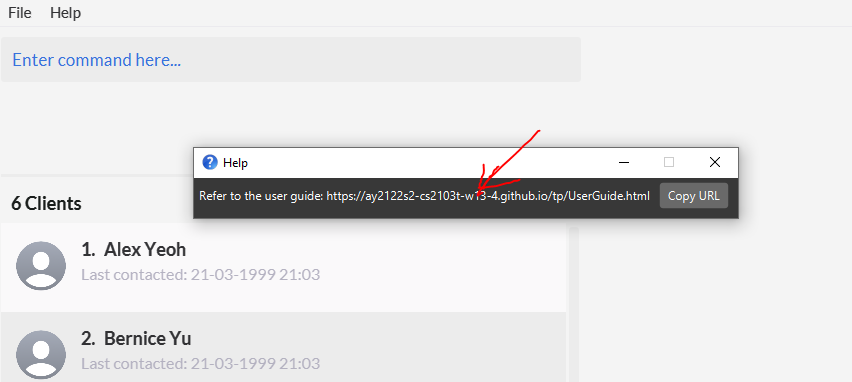 File Help
Enter command here...
Help
Refer to the user guide: https://ay2122s2-cs2103t-w13-4.github.io/tp/UserGuide.html Copy URL
6 Clients
1. Alex Yeoh
Last contacted: 21-03-1999 21:03
2. Bernice Yu
Last contacted: 21-03-1999 21:03